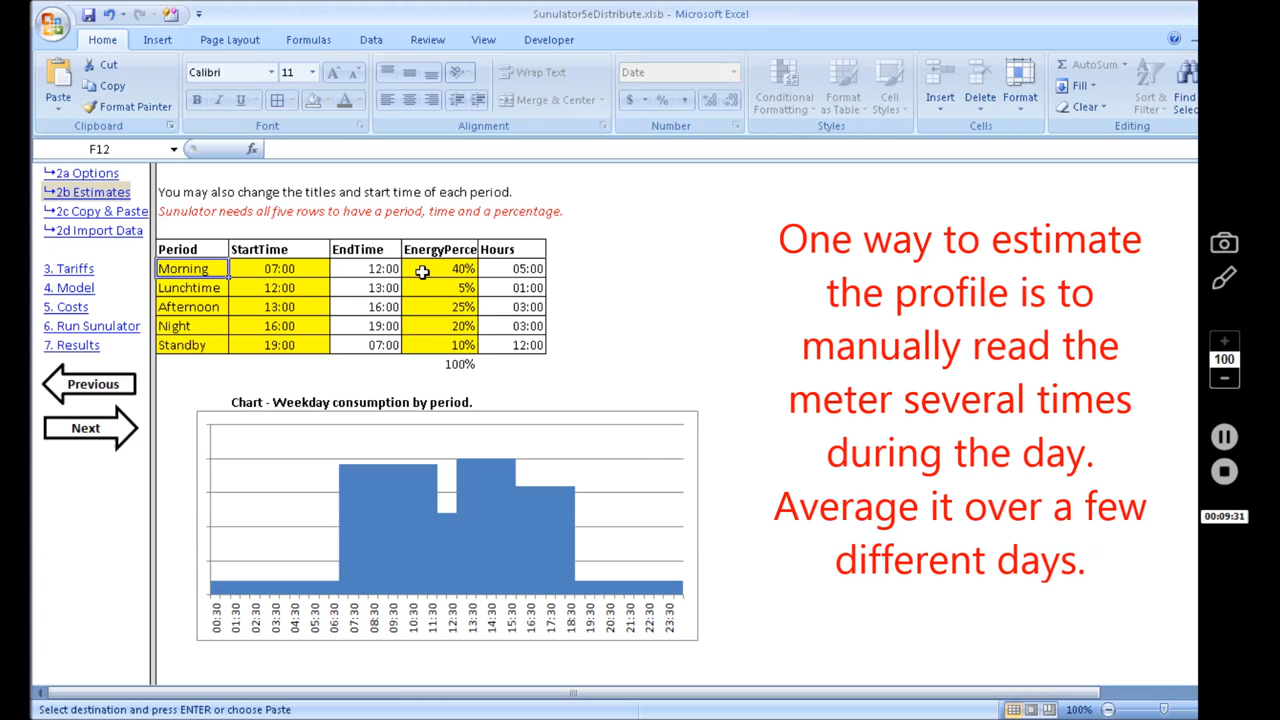 Sunulator5eDistribute.xlsb - Microsoft Excel
Home Insert Page Layout Formulas Data Review View Developer
Paste
Cut
Copy
Format Painter
Clipboard
Calibri 11
B I U
Font
Wrap Text
Merge & Center
Alignment
Date
$ % ,
Number
Conditional Formatting
Format as Table
Cell Styles
Styles
Insert Delete Format
Cells
AutoSum
Fill
Clear
Sort &
Filter
Find
Selec
Editing
F12 fx
2a Options
2b Estimates
2c Copy & Paste
2d Import Data
3. Tariffs
4. Model
5. Costs
6. Run Sunulator
7. Results
Previous
Next
You may also change the titles and start time of each period.
Sunulator needs all five rows to have a period, time and a percentage.
Period StartTime EndTime EnergyPerce Hours
Morning 07:00 12:00 40% 05:00
Lunchtime 12:00 13:00 5% 01:00
Afternoon 13:00 16:00 25% 03:00
Night 16:00 19:00 20% 03:00
Standby 19:00 07:00 10% 12:00
100%
Chart - Weekday consumption by period.
00:30 01:30 02:30 03:30 04:30 05:30 06:30 07:30 08:30 09:30 10:30 11:30 12:30 13:30 14:30 15:30 16:30 17:30 18:30 19:30 20:30 21:30 22:30 23:30
One way to estimate
the profile is to
manually read the
meter several times
during the day.
Average it over a few
different days.
100
00:09:31
Select destination and press ENTER or choose Paste
100%